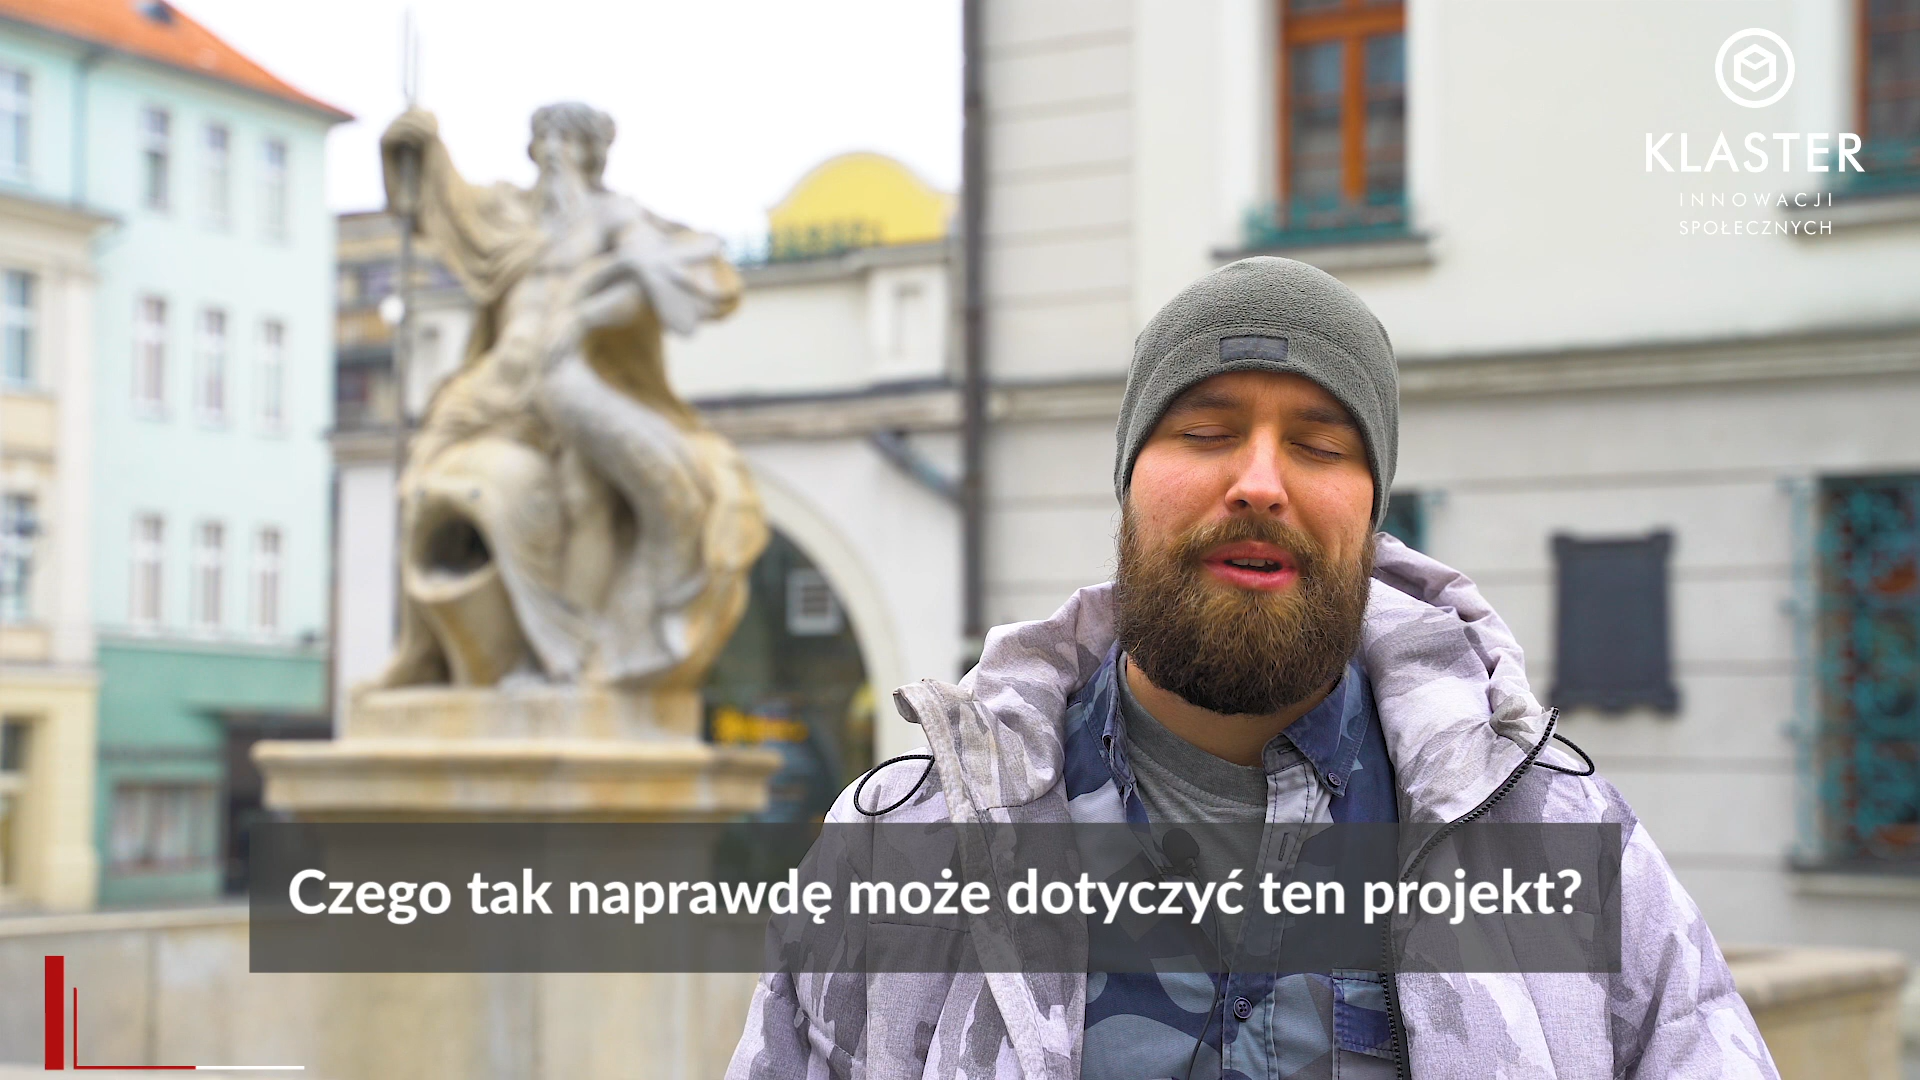 KLASTER
INNOWACJI
SPOŁECZNYCH
Czego tak naprawdę może dotyczyć ten projekt?